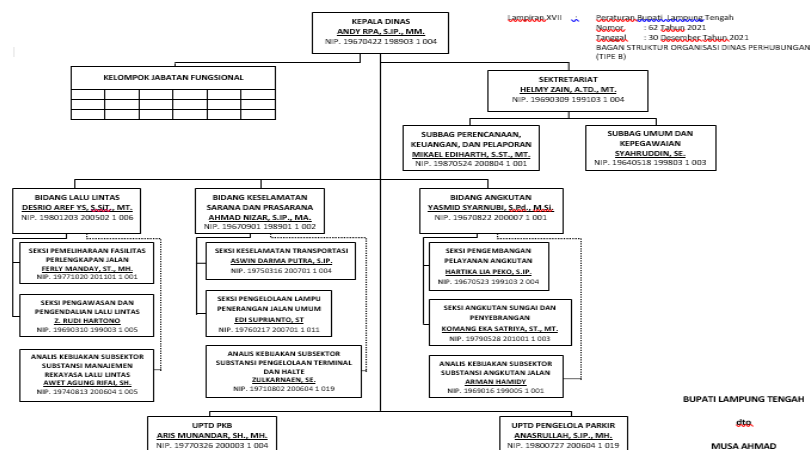 KEPALA DINAS
ANDY RPA, S.IP., MM.
NIP. 19670422 198903 1 004
Lampiran XVII : Peraturan Bupati Lampung Tengah
Nomor : 62 Tahun 2021
Tanggal : 30 Desember Tahun 2021
BAGAN STRUKTUR ORGANISASI DINAS PERHUBUNGAN
(TIPE B)
KELOMPOK JABATAN FUNGSIONAL
SEKTRETARIAT
HELMY ZAIN, A.TD., MT.
NIP. 19690309 199103 1 004
SUBBAG PERENCANAAN,
KEUANGAN, DAN PELAPORAN
MIKAEL EDIHARTH, S.ST., MT.
NIP. 19870524 200804 1 001
SUBBAG UMUM DAN
KEPEGAWAIAN
SYAHRUDDIN, SE.
NIP. 19640518 199803 1 003
BIDANG LALU LINTAS
DESRIO AREF YS, S.SiT., MT.
NIP. 19801203 200502 1 006
BIDANG KESELAMATAN
SARANA DAN PRASARANA
AHMAD NIZAR, S.IP., MA.
NIP. 19670901 198901 1 002
BIDANG ANGKUTAN
YASMID SYARNUBI, S.Pd., M.Si.
NIP. 19670822 200007 1 001
SEKSI PEMELIHARAAN FASILITAS
PERLENGKAPAN JALAN
FERLY MANDAY, ST., MH.
NIP. 19771020 201101 1 001
SEKSI KESELAMATAN TRANSPORTASI
ASWIN DARMA PUTRA, S.IP.
NIP. 19750316 200701 1 004
SEKSI PENGEMBANGAN
PELAYANAN ANGKUTAN
HARTIKA LIA PEKO, S.IP.
NIP. 19670523 199103 2 004
SEKSI PENGAWASAN DAN
PENGENDALIAN LALU LINTAS
Z. RUDI HARTONO
NIP. 19690310 199003 1 005
SEKSI PENGELOLAAN LAMPU
PENERANGAN JALAN UMUM
EDI SUPRIANTO, ST
NIP. 19760217 200701 1 011
SEKSI ANGKUTAN SUNGAI DAN
PENYEBRANGAN
KOMANG EKA SATRIYA, ST., MT.
NIP. 19790528 201001 1 003
ANALIS KEBIJAKAN SUBSEKTOR
SUBSTANSI MANAJEMEN
REKAYASA LALU LINTAS
AWET AGUNG RIFAI, SH.
NIP. 19740813 200604 1 005
ANALIS KEBIJAKAN SUBSEKTOR
SUBSTANSI PENGELOLAAN TERMINAL
DAN HALTE
ZULKARNAEN, SE.
NIP. 19710802 200604 1 019
ANALIS KEBIJAKAN SUBSEKTOR
SUBSTANSI ANGKUTAN JALAN
ARMAN HAMIDY
NIP. 1969016 199005 1 001
UPTD PKB
ARIS MUNANDAR, SH., MH.
NIP. 19770326 200003 1 004
UPTD PENGELOLA PARKIR
ANASRULLAH, S.IP., MH.
NIP. 19800727 200604 1 019
BUPATI LAMPUNG TENGAH
dto.
MUSA AHMAD